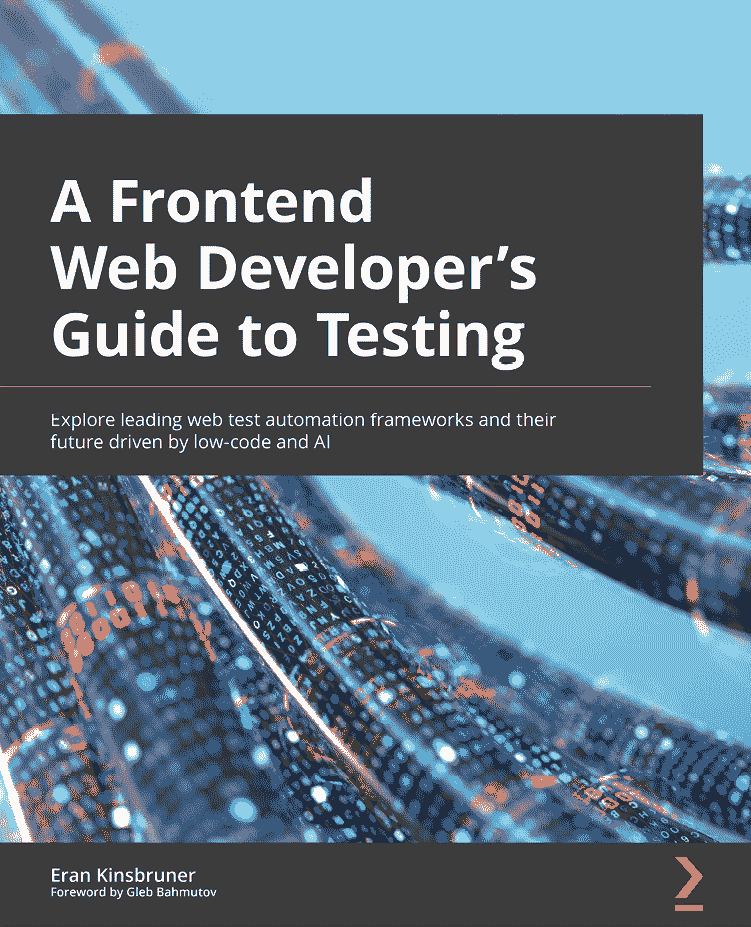 A Frontend
Web Developer’s
Guide to Testing
Explore leading web test automation frameworks and their
future driven by low-code and AI
Eran Kinsbruner
Foreword by Gleb Bahmutov